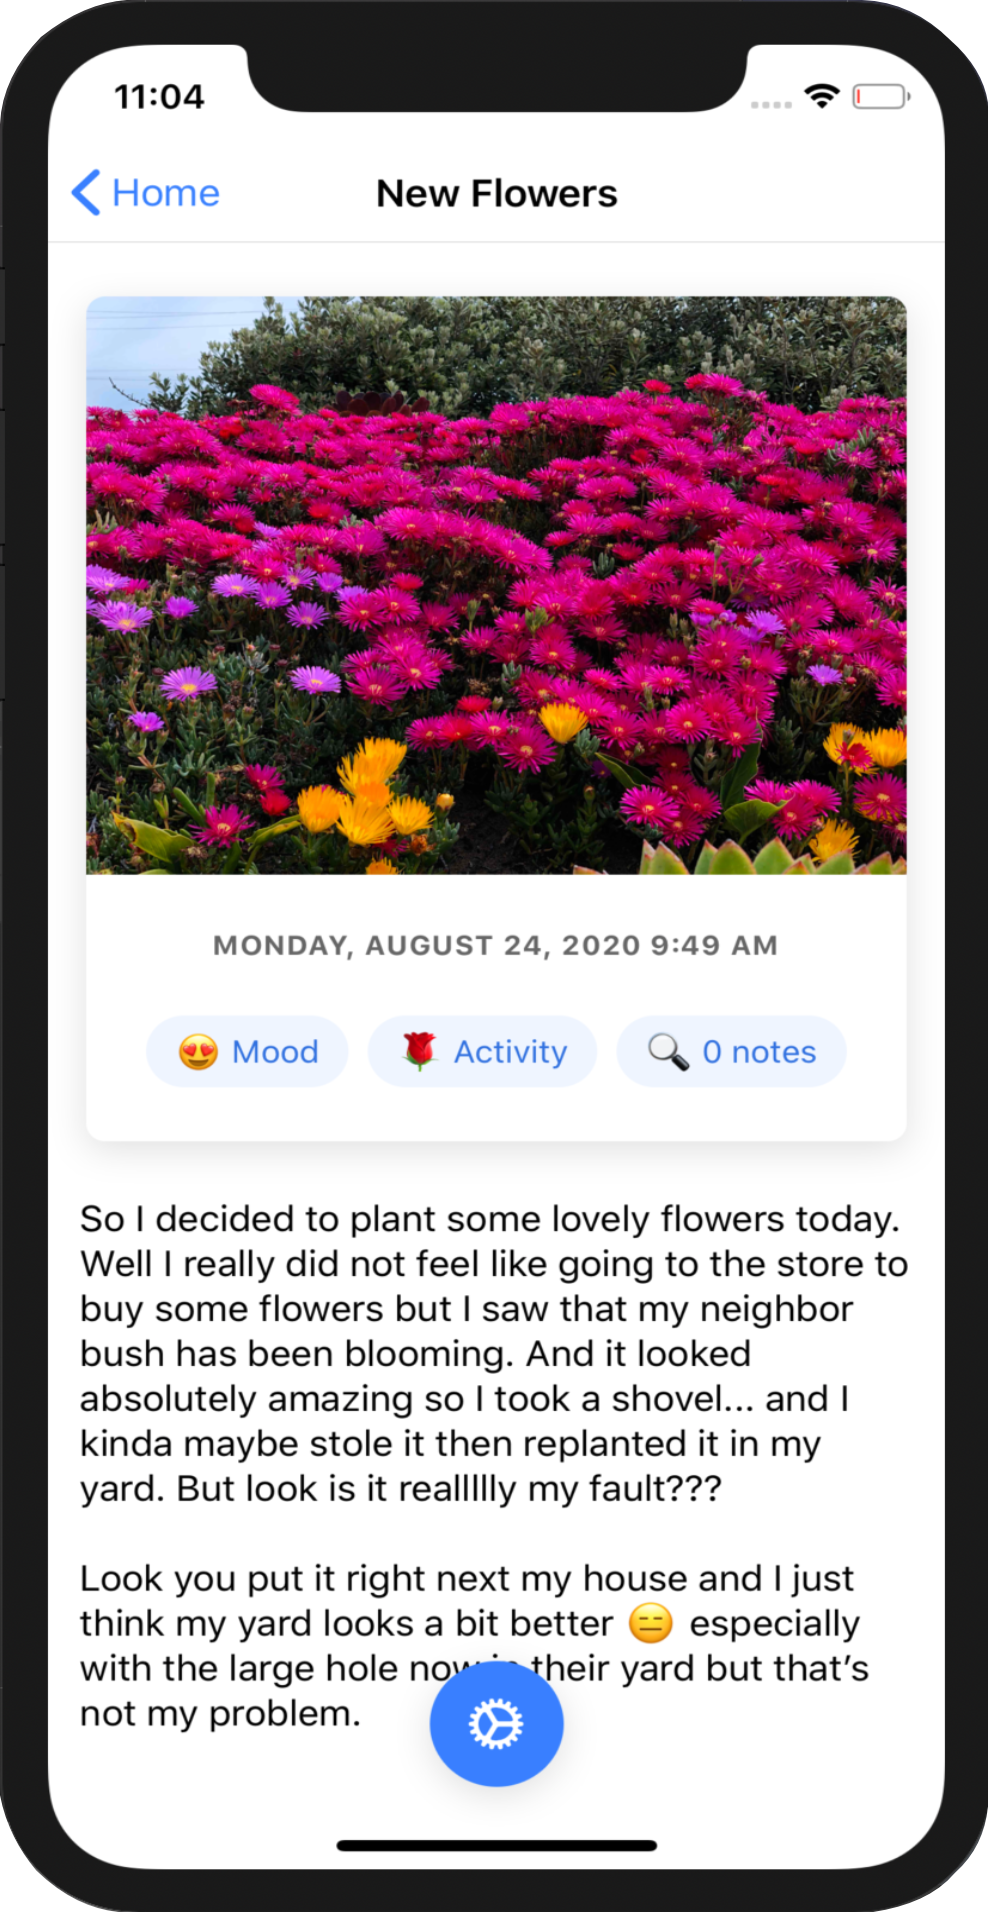 11:04
Home
New Flowers
MONDAY, AUGUST 24, 2020 9:49 AM
😍 Mood
🌹 Activity
🔍 0 notes
So I decided to plant some lovely flowers today.
Well I really did not feel like going to the store to
buy some flowers but I saw that my neighbor
bush has been blooming. And it looked
absolutely amazing so I took a shovel... and I
kinda maybe stole it then replanted it in my
yard. But look is it reallllly my fault???
Look you put it right next my house and I just
think my yard looks a bit better 😑 especially
with the large hole now in their yard but that's
not my problem.